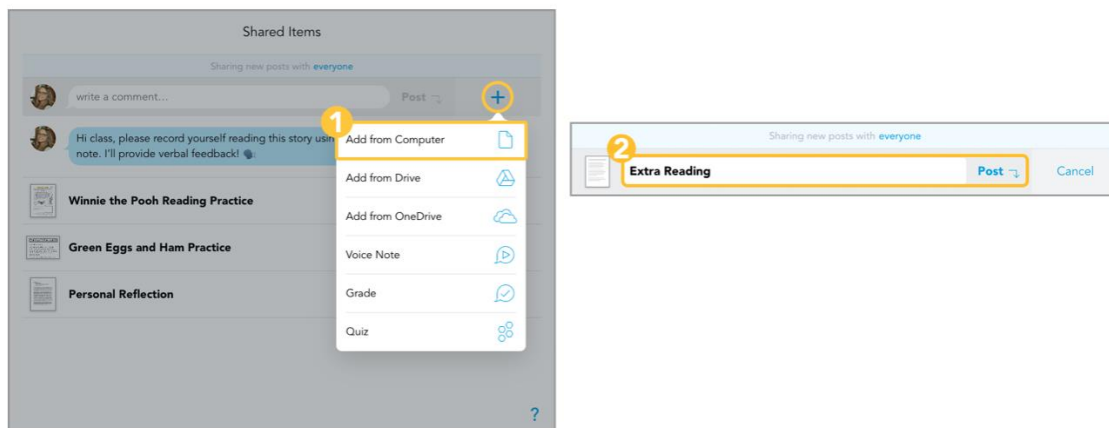 Shared Items
Sharing new posts with everyone
write a comment...
Post
+
1
Hi class, please record yourself reading this story usin
note. I'll provide verbal feedback!
Add from Computer
Add from Drive
Winnie the Pooh Reading Practice
Add from OneDrive
Green Eggs and Ham Practice
Voice Note
Personal Reflection
Grade
Quiz
?
Sharing new posts with everyone
2
Extra Reading
Post
Cancel